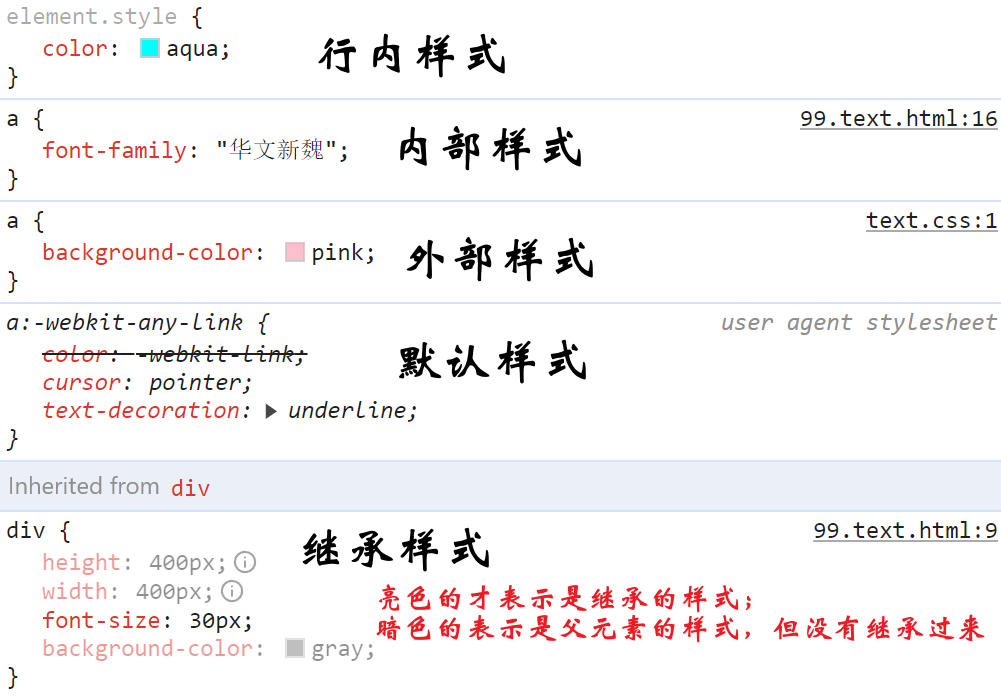 element.style {
color: aqua; 行内样式
}
a { 99.text.html:16
font-family: "华文新魏"; 内部样式
}
a { text.css:1
background-color: pink; 外部样式
}
a:-webkit-any-link { user agent stylesheet
color: -webkit-link; 默认样式
cursor: pointer;
text-decoration: ▶ underline;
}
Inherited from div
div { 99.text.html:9
height: 400px; 继承样式
width: 400px;
亮色的才表示是继承的样式；
font-size: 30px;
暗色的表示是父元素的样式，但没有继承过来
background-color: gray;
}